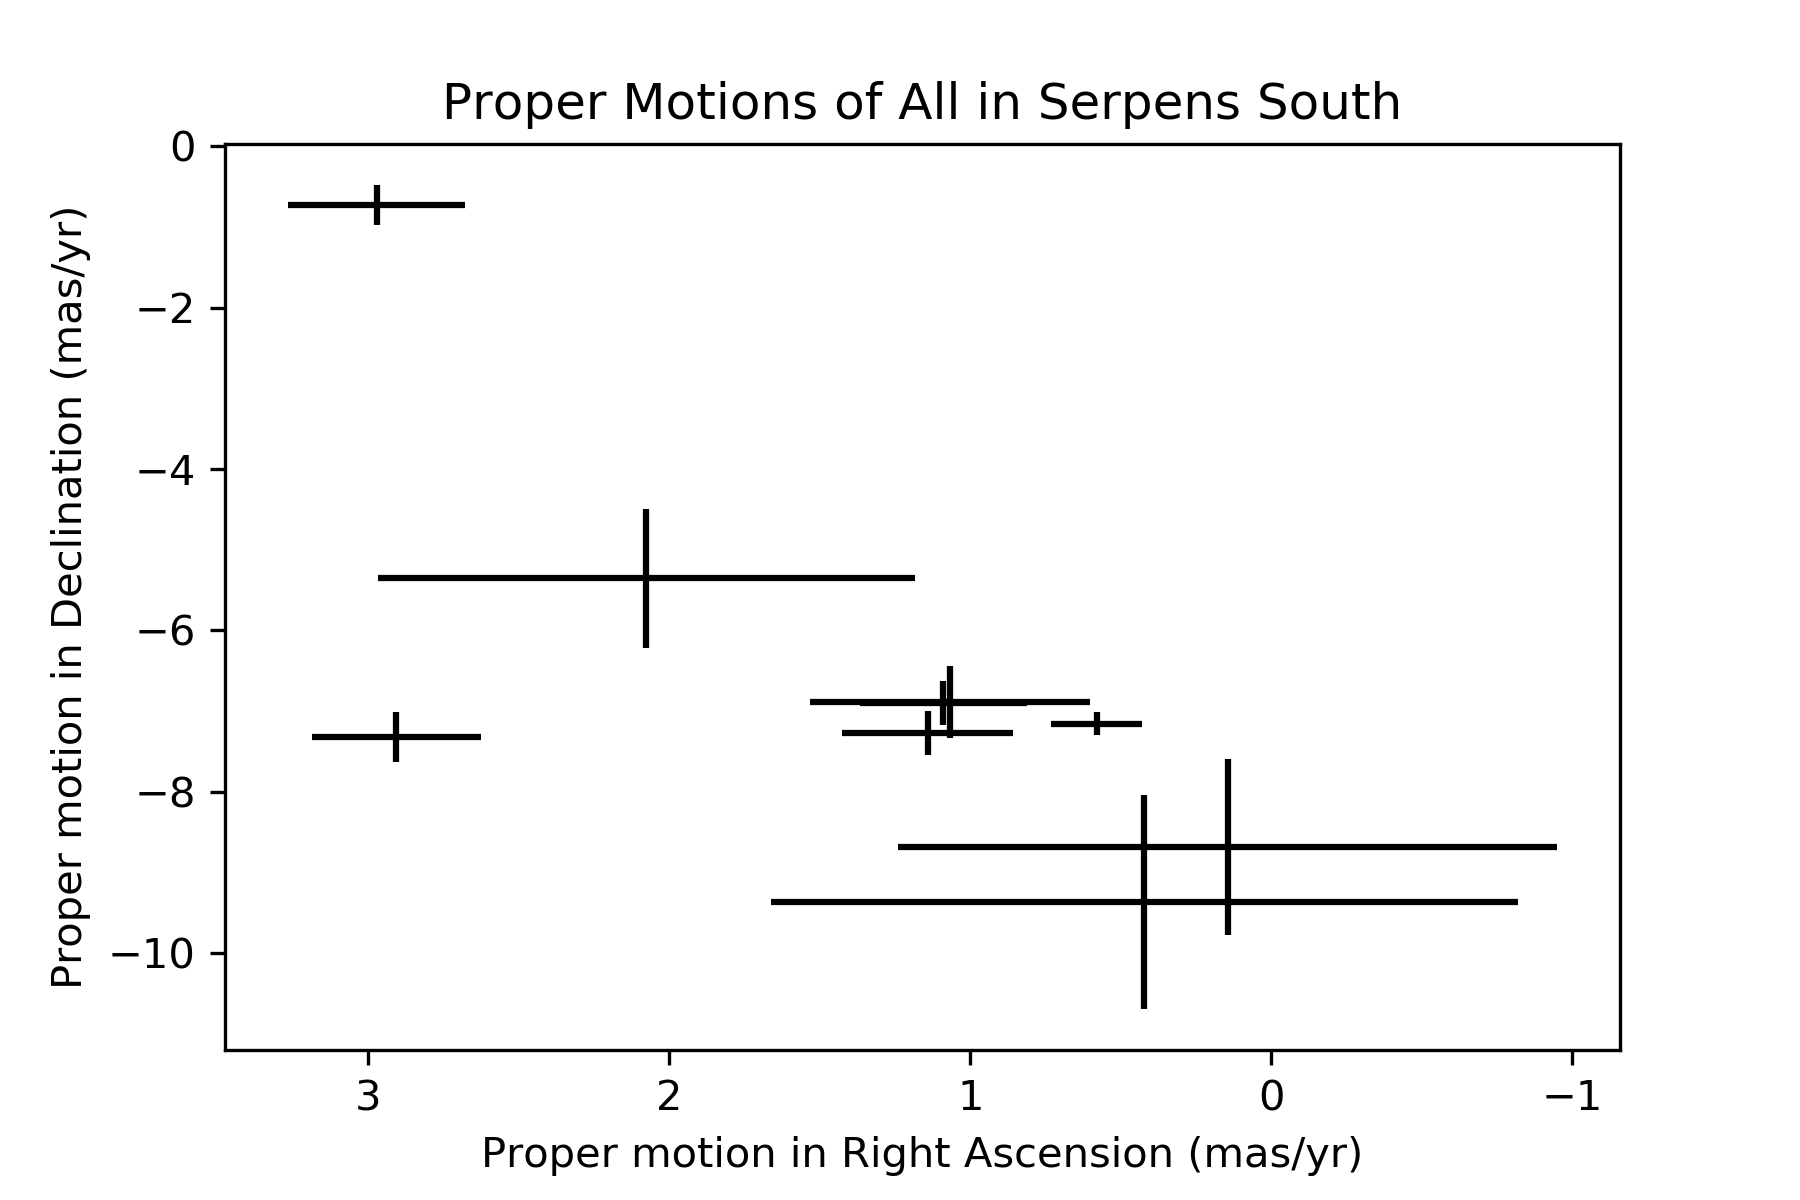 Proper Motions of All in Serpens South
0
−2
−4
−6
−8
−10
Proper motion in Declination (mas/yr)
3 2 1 0 −1
Proper motion in Right Ascension (mas/yr)